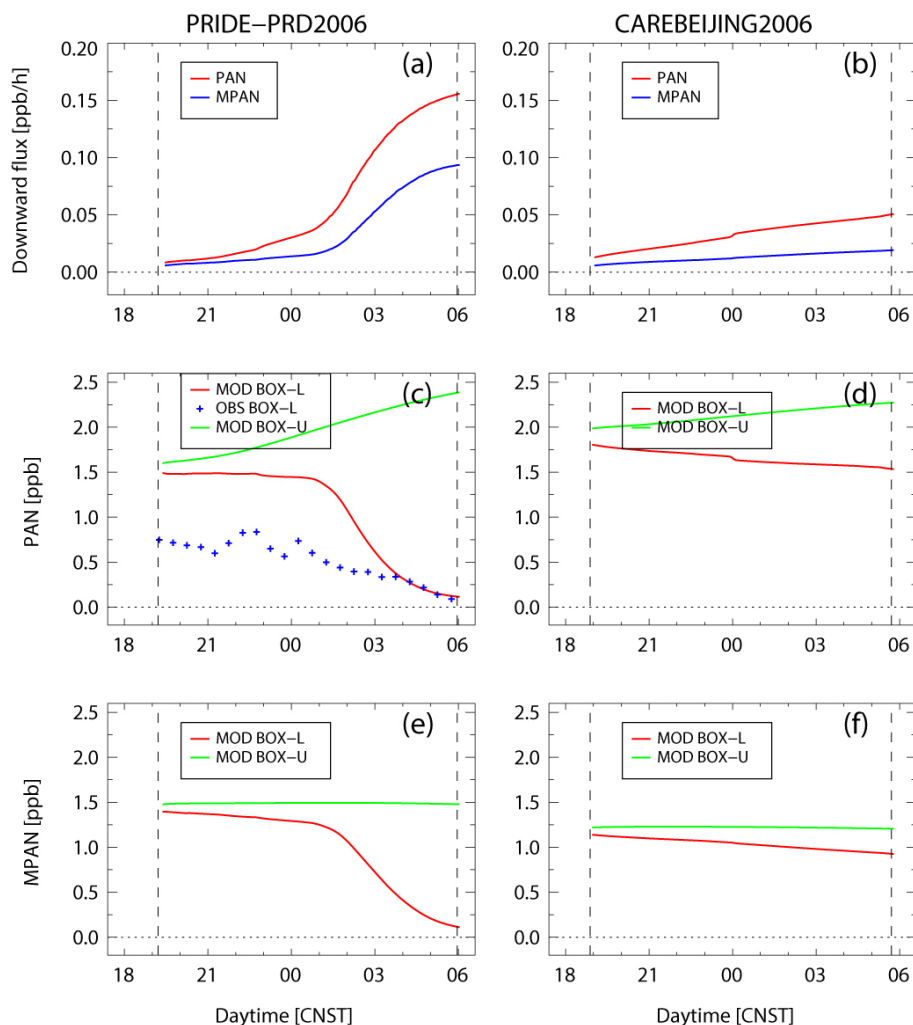 PRIDE−PRD2006
CAREBEIJING2006
Downward flux [ppb/h]
0.20
0.15
0.10
0.05
0.00
(a)
PAN
MPAN
18 21 00 03 06
0.20
0.15
0.10
0.05
0.00
(b)
PAN
MPAN
18 21 00 03 06
PAN [ppb]
2.5
2.0
1.5
1.0
0.5
0.0
(c)
MOD BOX−L
OBS BOX−L
MOD BOX−U
18 21 00 03 06
2.5
2.0
1.5
1.0
0.5
0.0
(d)
MOD BOX−L
MOD BOX−U
18 21 00 03 06
MPAN [ppb]
2.5
2.0
1.5
1.0
0.5
0.0
(e)
MOD BOX−L
MOD BOX−U
18 21 00 03 06
Daytime [CNST]
2.5
2.0
1.5
1.0
0.5
0.0
(f)
MOD BOX−L
MOD BOX−U
18 21 00 03 06
Daytime [CNST]